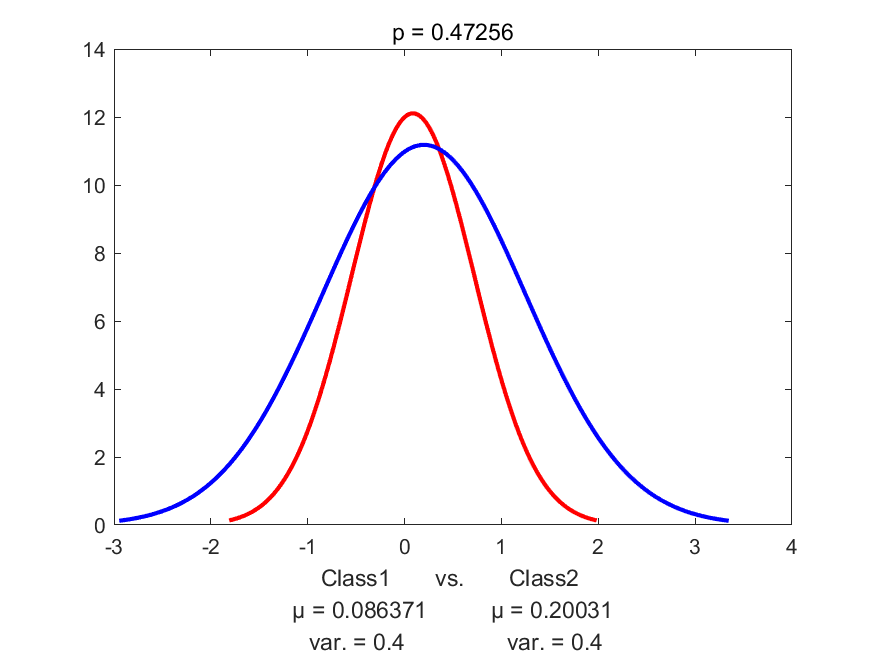 p = 0.47256
14
12
10
8
6
4
2
0
-3 -2 -1 0 1 2 3 4
Class1 vs. Class2
μ = 0.086371 μ = 0.20031
var. = 0.4 var. = 0.4